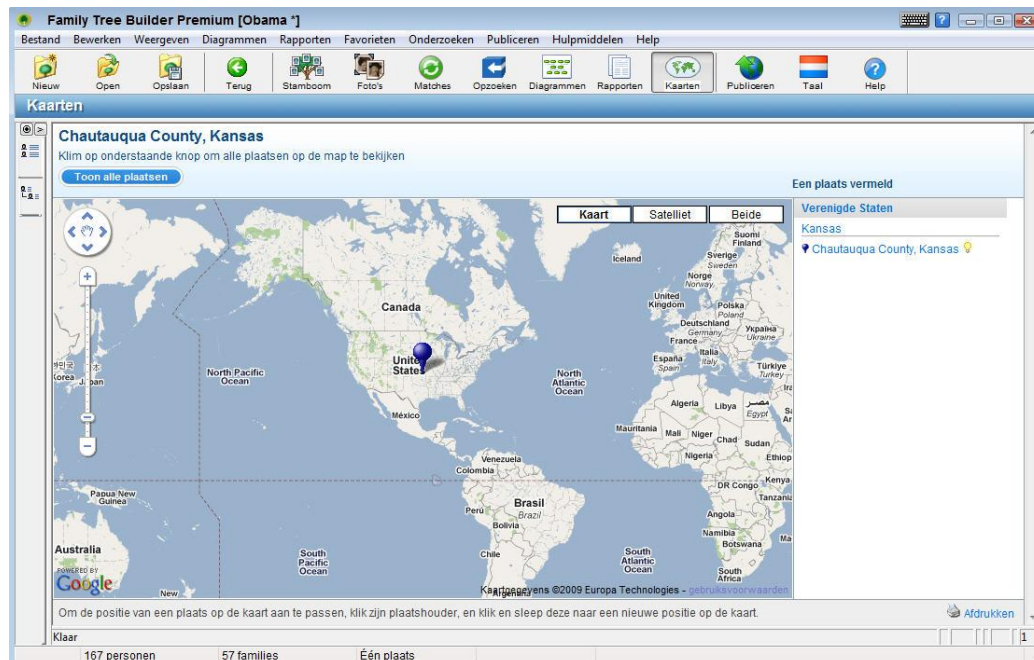 Family Tree Builder Premium [Obama *]
Bestand Bewerken Weergeven Diagrammen Rapporten Favorieten Onderzoeken Publiceren Hulpmiddelen Help
Nieuw Open Opslaan Terug Stamboom Foto's Matches Opzoeken Diagrammen Rapporten Kaarten Publiceren Taal Help
Kaarten
Chautauqua County, Kansas
Klim op onderstaande knop om alle plaatsen op de map te bekijken
Toon alle plaatsen
Een plaats vermeld
Kaart Satelliet Beide
Verenigde Staten
Kansas
Chautauqua County, Kansas
Suomi
Finland
Iceland
Sverige
Sweden
Norge
Norway
Canada
United
Kingdom
Polska
Poland
Deutschland
Germany
Україна
Ukraine
France
Italia
Italy
España
Spain
Türkiye
Turkey
United
States
North Pacific
Ocean
North
Atlantic
Ocean
Korea
Japan
México
Algeria
Libya
مصر
Egypt
Mauritania
Mali
Niger
Chad
Sudan
Nigeria
Ethiop
Venezuela
Colombia
DR Congo
Kenya
Tanzania
Papua New
Guinea
Perú
Brasil
Brazil
Bolivia
Angola
Namibia
Botswana
Ma
Australia
South
Pacific
Ocean
Chile
South
Atlantic
Ocean
South
Africa
POWERED BY
Google
New
Argentina
Kaartgegevens ©2009 Europa Technologies - gebruiksvoorwaarden
Om de positie van een plaats op de kaart aan te passen, klik zijn plaatshouder, en klik en sleep deze naar een nieuwe positie op de kaart.
Afdrukken
Klaar
1
167 personen 57 families Één plaats